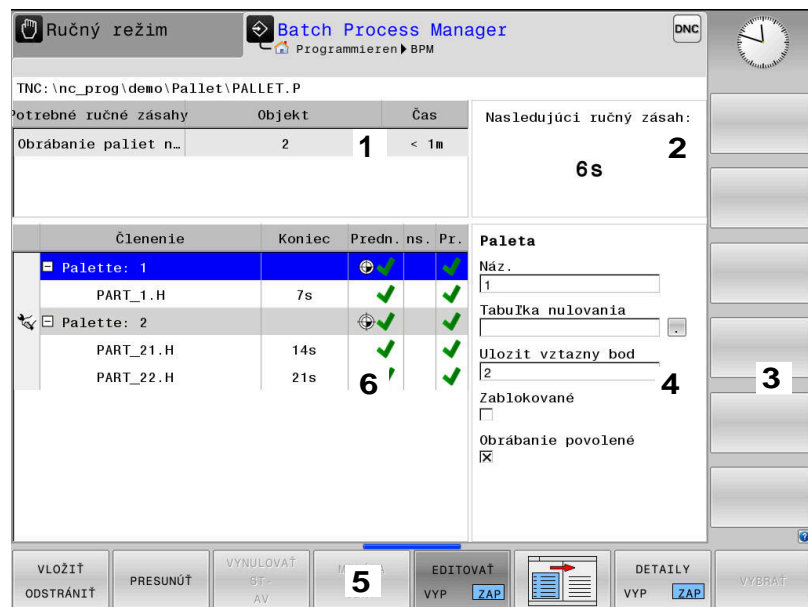 Ručný režim
Batch Process Manager
Programmieren BPM
DNC
TNC:\nc_prog\demo\Pallet\PALLET.P
Potrebné ručné zásahy Objekt Čas
Obrábanie paliet n… 2 < 1m
1
Nasledujúci ručný zásah:
2
6s
Členenie Koniec Predn. ns. Pr.
Palette: 1
PART_1.H 7s
Palette: 2
PART_21.H 14s
PART_22.H 21s
6
Paleta
Náz.
1
Tabuľka nulovania
.
Ulozit vztazny bod
2
4
Zablokované
Obrábanie povolené
3
VLOŽIŤ
ODSTRÁNIŤ
PRESUNÚŤ
VYNULOVAŤ
ST-
AV
5
EDITOVAŤ
VYP ZAP
DETAILY
VYP ZAP
VYBRAŤ